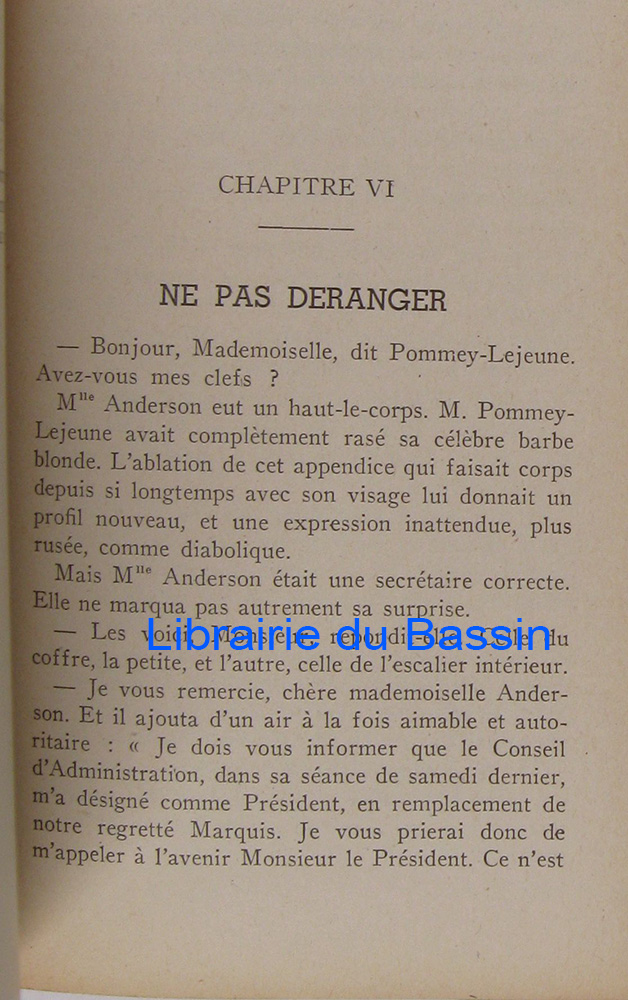 CHAPITRE VI
NE PAS DERANGER
— Bonjour, Mademoiselle, dit Pommey-Lejeune.
Avez-vous mes clefs ?
Mlle Anderson eut un haut-le-corps. M. Pommey-
Lejeune avait complètement rasé sa célèbre barbe
blonde. L'ablation de cet appendice qui faisait corps
depuis si longtemps avec son visage lui donnait un
profil nouveau, et une expression inattendue, plus
rusée, comme diabolique.
Mais Mlle Anderson était une secrétaire correcte.
Elle ne marqua pas autrement sa surprise.
— Les voici, Monsieur, répondit-elle. Celle du
Librairie du Bassin
coffre, la petite, et l'autre, celle de l'escalier intérieur.
— Je vous remercie, chère mademoiselle Ander-
son. Et il ajouta d'un air à la fois aimable et auto-
ritaire : « Je dois vous informer que le Conseil
d'Administration, dans sa séance de samedi dernier,
m'a désigné comme Président, en remplacement de
notre regretté Marquis. Je vous prierai donc de
m'appeler à l'avenir Monsieur le Président. Ce n'est